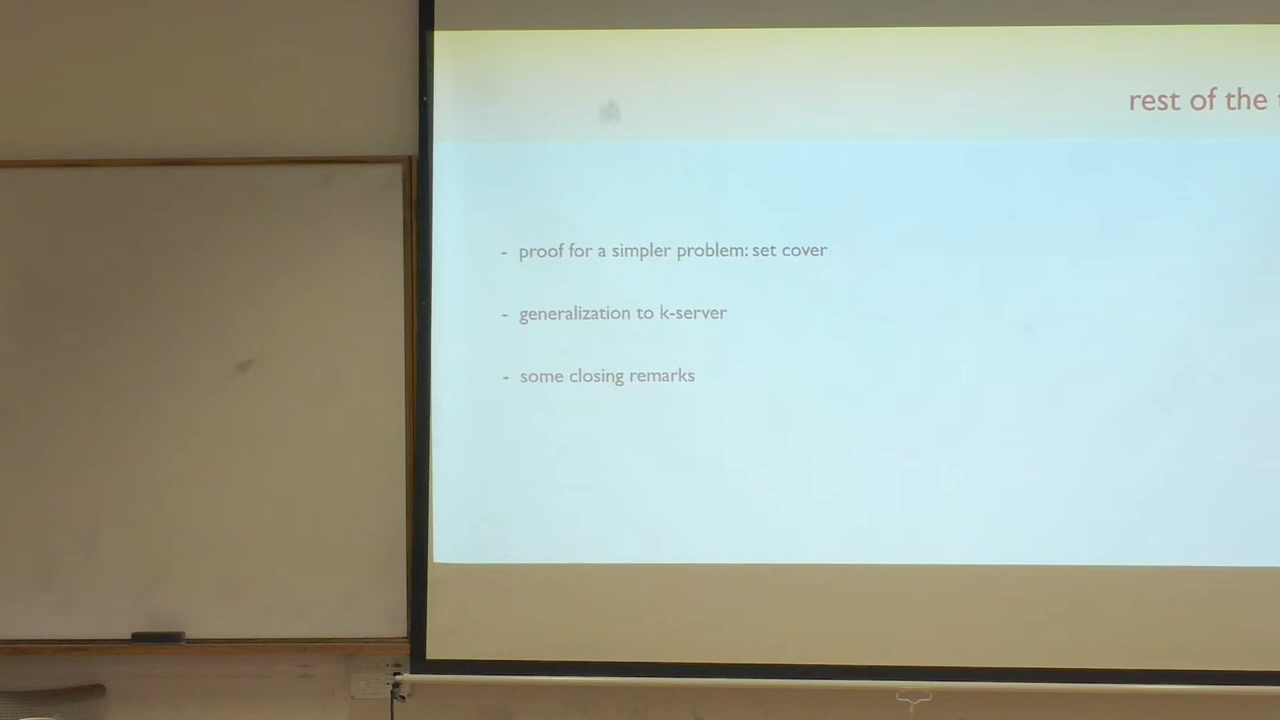 rest of the
- proof for a simpler problem: set cover
- generalization to k-server
- some closing remarks